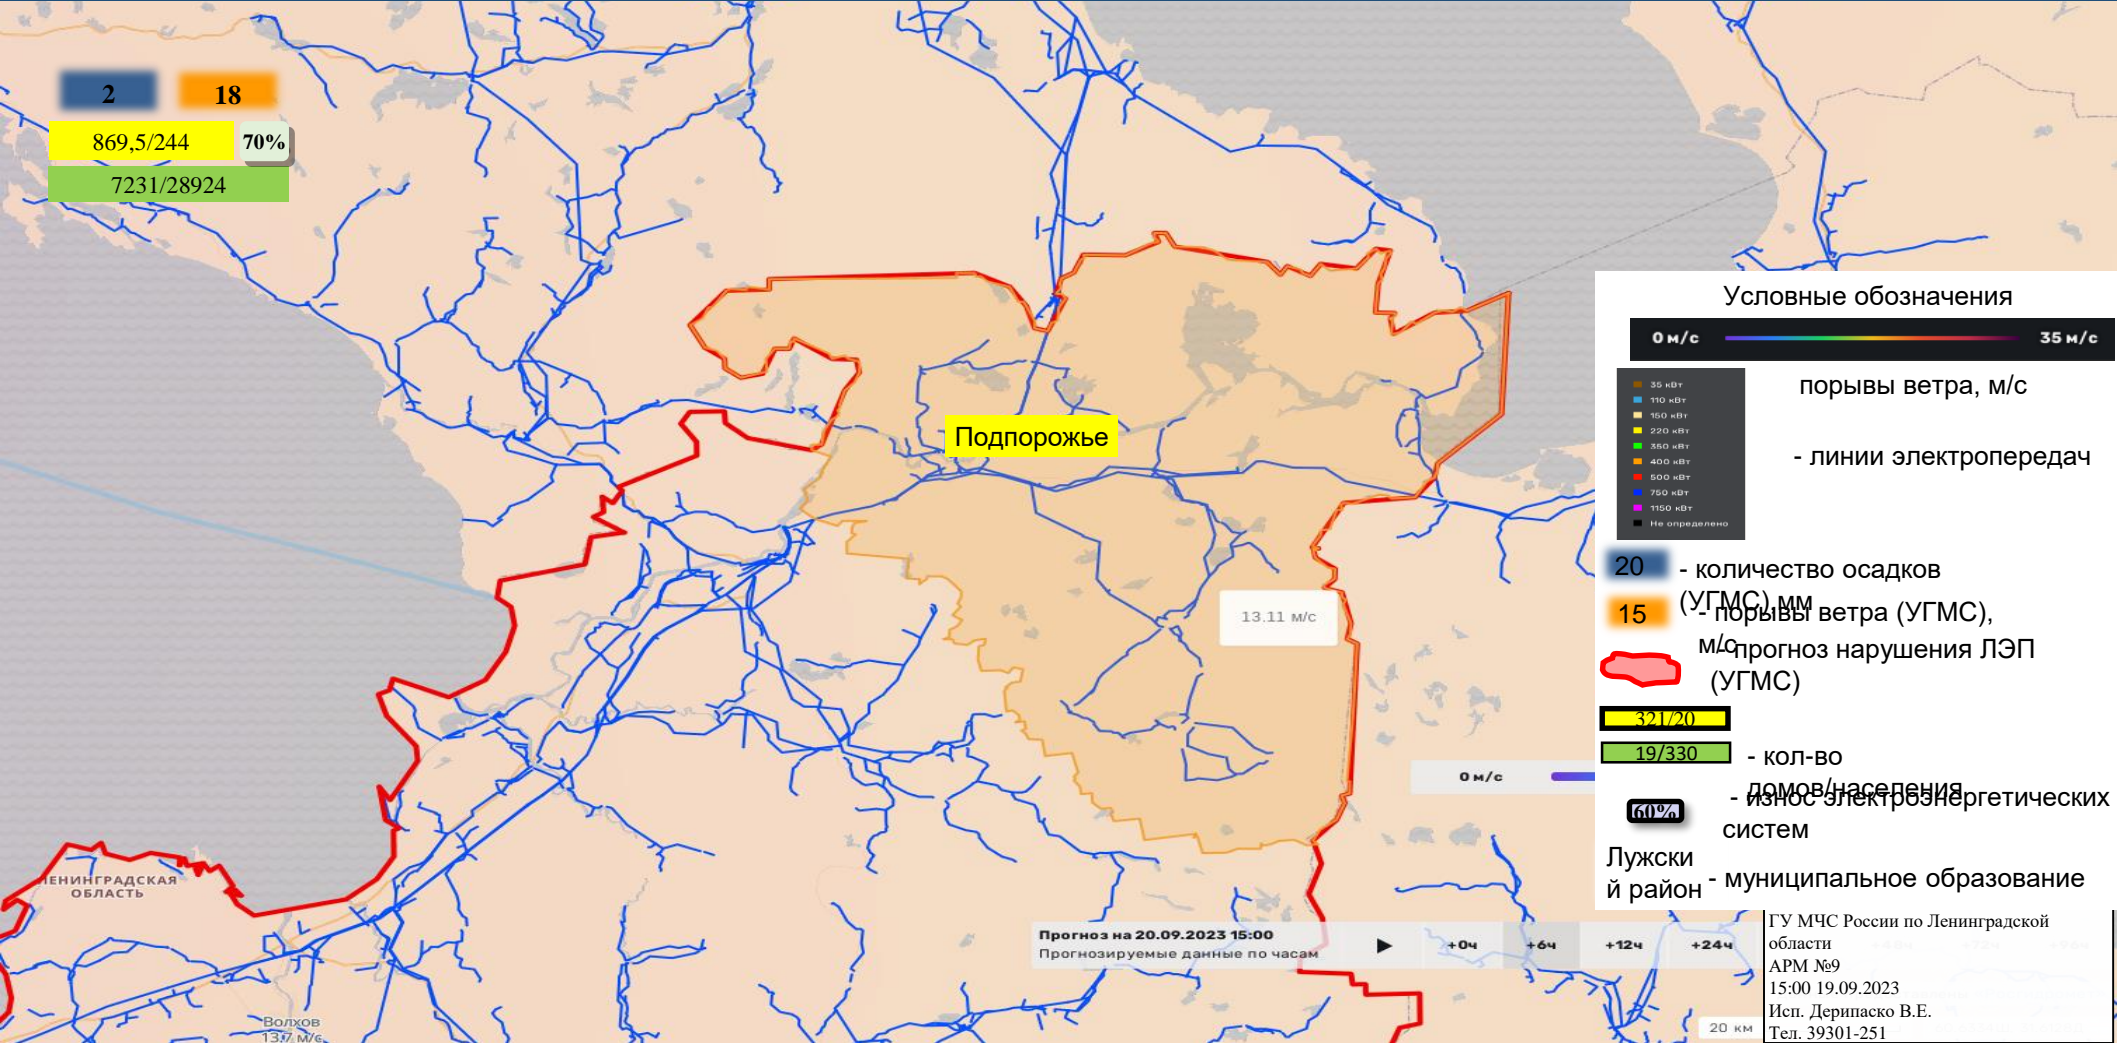 2
18
869,5/244
70%
7231/28924
Подпорожье
13.11 м/с
0 м/с
ЛЕНИНГРАДСКАЯ
ОБЛАСТЬ
Волхов
13.7 м/с
Прогноз на 20.09.2023 15:00
Прогнозируемые данные по часам
+0ч
+6ч
+12ч
+24ч
20 км
Условные обозначения
0 м/с
35 м/с
порывы ветра, м/с
35 кВт
110 кВт
150 кВт
220 кВт
350 кВт
400 кВт
500 кВт
750 кВт
1150 кВт
Не определено
- линии электропередач
20
- количество осадков
(УГМС),мм
15
- порывы ветра (УГМС),
м/с
- прогноз нарушения ЛЭП
(УГМС)
321/20
19/330
- кол-во
домов/населения
60%
- износ электроэнергетических
систем
Лужски
й район
- муниципальное образование
ГУ МЧС России по Ленинградской
области
АРМ №9
15:00 19.09.2023
Исп. Дерипаско В.Е.
Тел. 39301-251